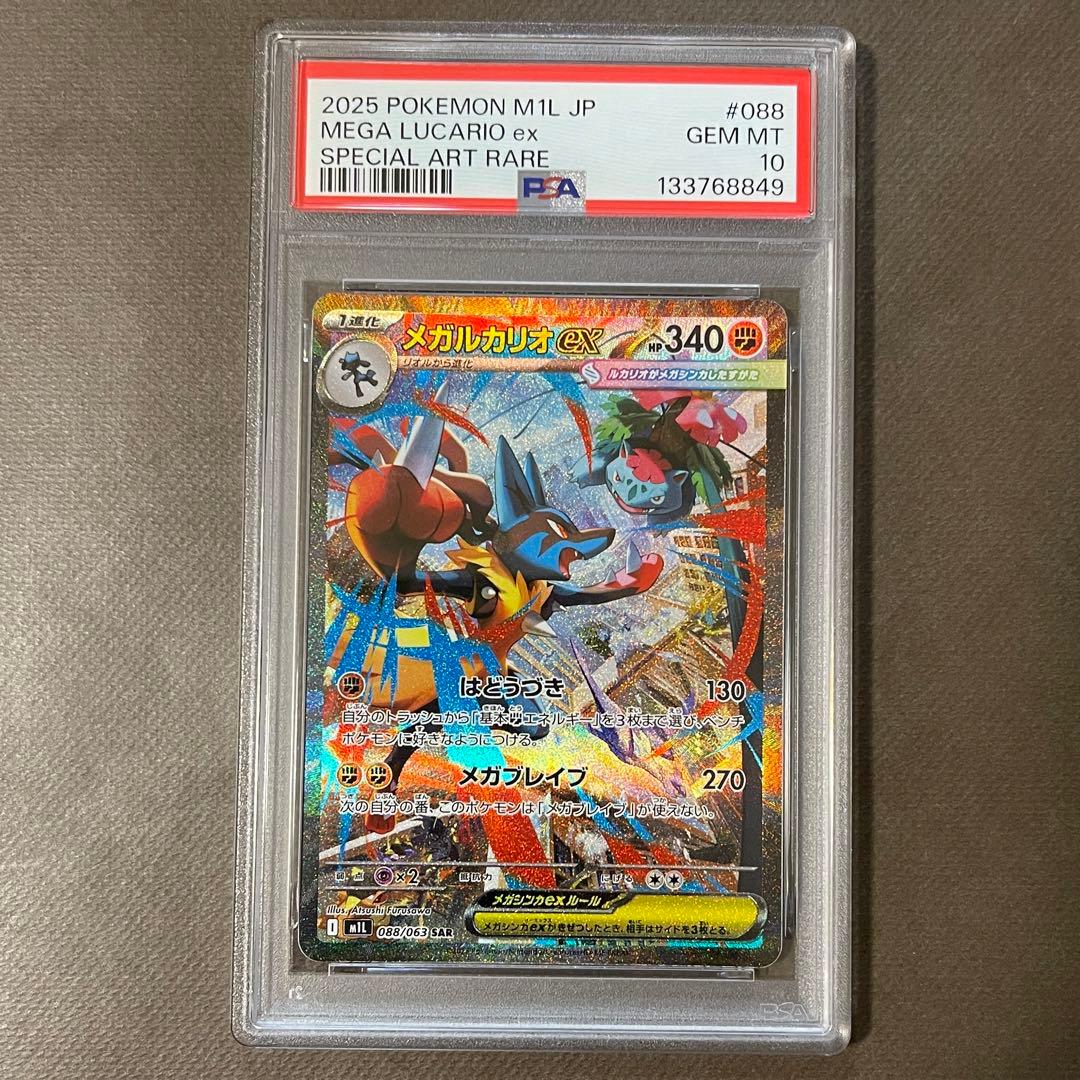 2025 POKEMON M1L JP
#088
MEGA LUCARIO ex
GEM MT
SPECIAL ART RARE
10
PSA
133768849
1進化
メガルカリオex
HP340
リオルから進化
ルカリオがメガシンカしたすがた
はどうづき 130
自分のトラッシュから「基本エネルギー」を3枚まで選び、ベンチ
ポケモンに好きなようにつける。
メガブレイブ 270
次の自分の番、このポケモンは「メガブレイブ」が使えない。
弱点 ×2 抵抗力 にげる
Illus. Atsushi Furusawa
メガシンカexルール
メガシンカexがきぜつしたとき、相手はサイドを3枚とる。
I M1L 088/063 SAR
PSA